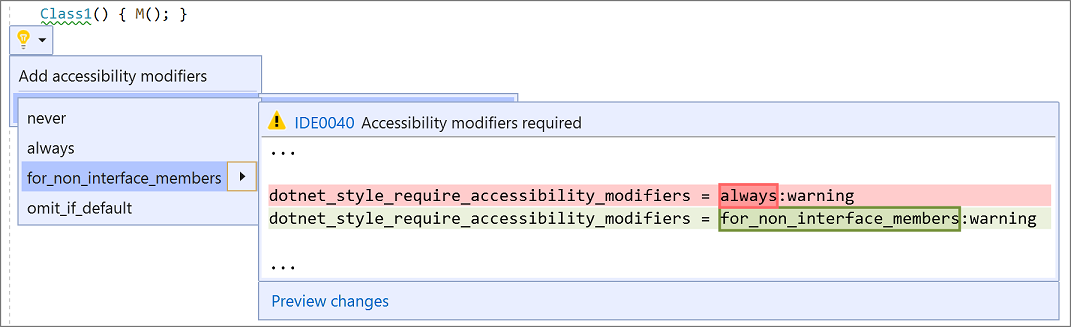 Class1() { M(); }
Add accessibility modifiers
never
always
for_non_interface_members
omit_if_default
IDE0040 Accessibility modifiers required
...
dotnet_style_require_accessibility_modifiers = always:warning
dotnet_style_require_accessibility_modifiers = for_non_interface_members:warning
...
Preview changes